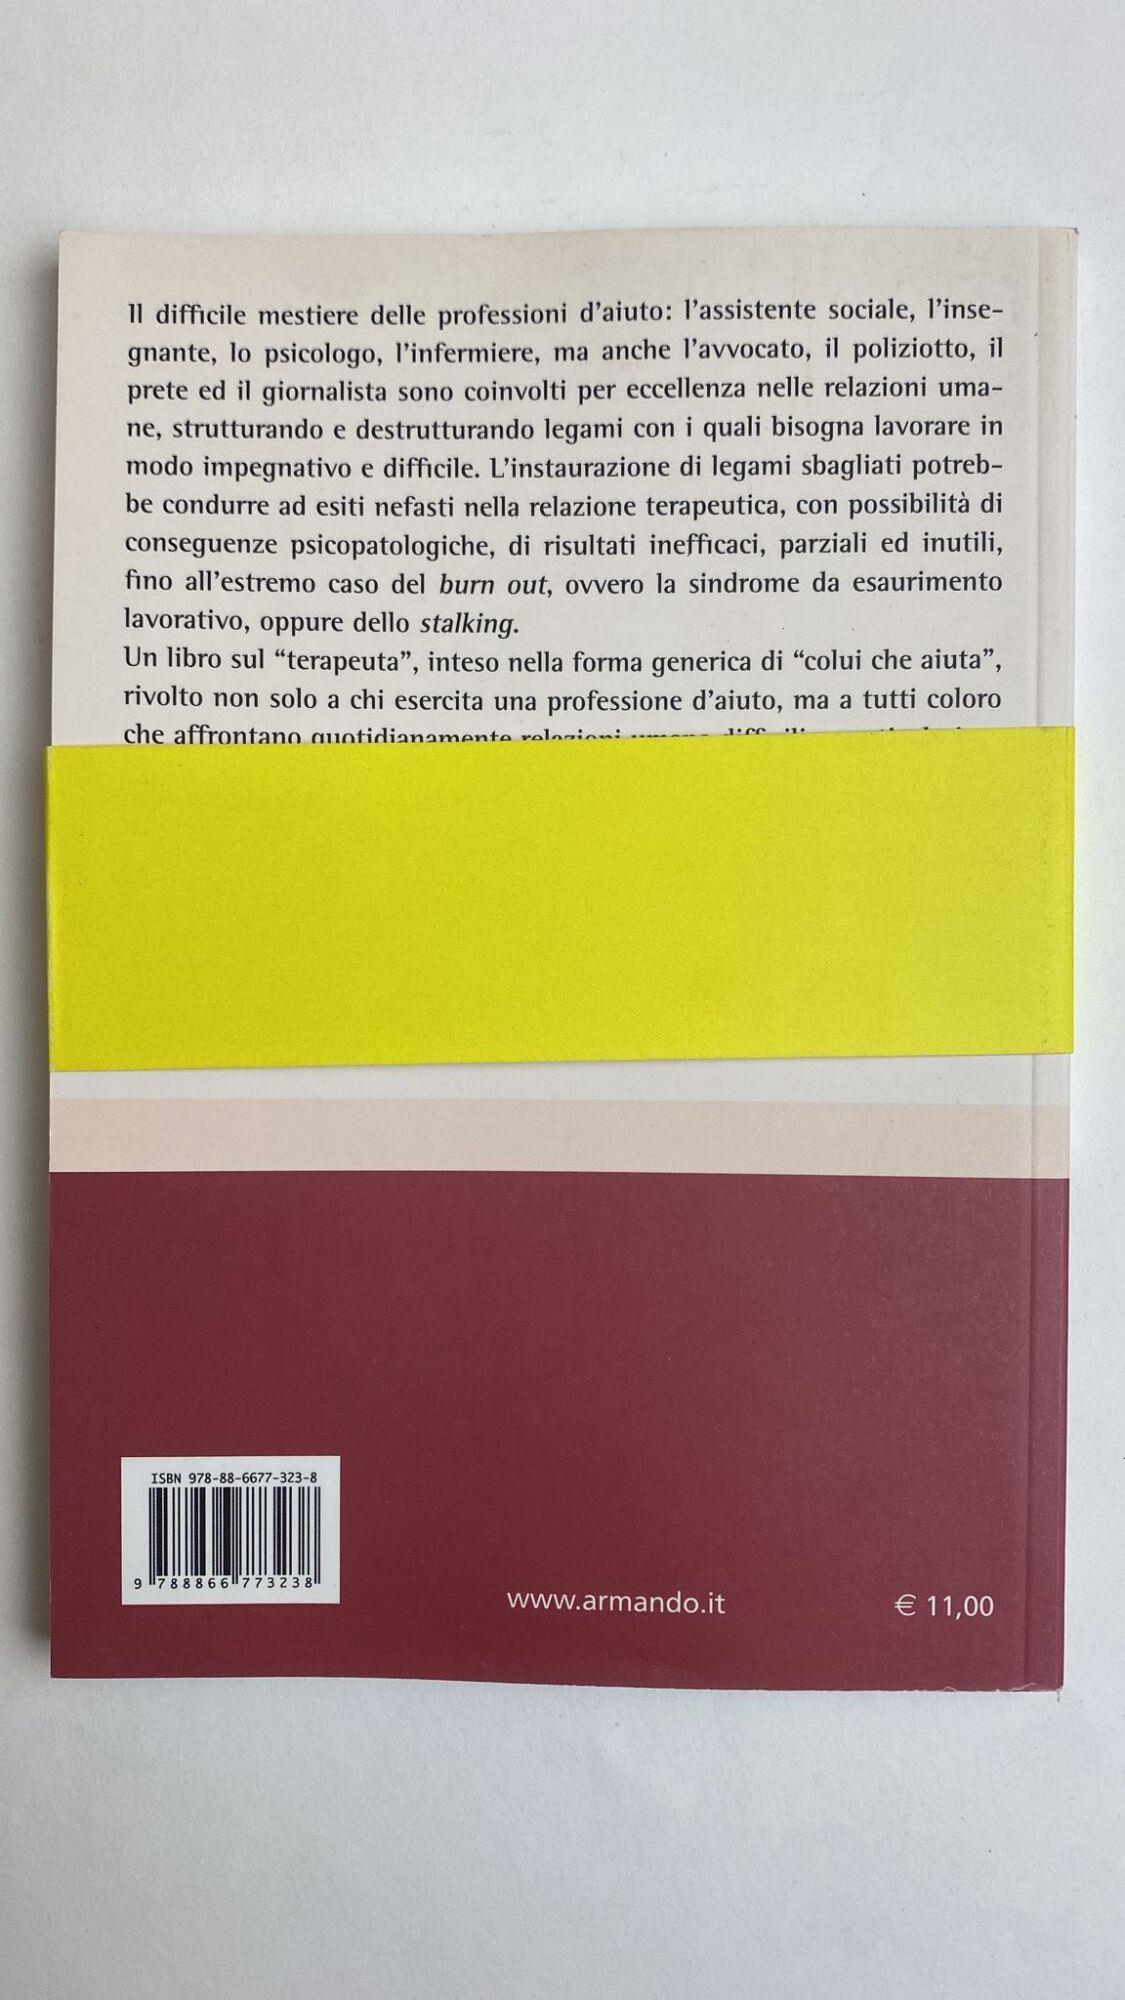 Il difficile mestiere delle professioni d'aiuto: l'assistente sociale, l'inse-
gnante, lo psicologo, l'infermiere, ma anche l'avvocato, il poliziotto, il
prete ed il giornalista sono coinvolti per eccellenza nelle relazioni uma-
ne, strutturando e destrutturando legami con i quali bisogna lavorare in
modo impegnativo e difficile. L'instaurazione di legami sbagliati potreb-
be condurre ad esiti nefasti nella relazione terapeutica, con possibilità di
conseguenze psicopatologiche, di risultati inefficaci, parziali ed inutili,
fino all'estremo caso del burn out, ovvero la sindrome da esaurimento
lavorativo, oppure dello stalking.
Un libro sul “terapeuta”, inteso nella forma generica di “colui che aiuta”,
rivolto non solo a chi esercita una professione d'aiuto, ma a tutti coloro
che affrontano quotidianamente relazioni umane
ISBN 978-88-6677-323-8
9 788866 773238
www.armando.it
€ 11,00